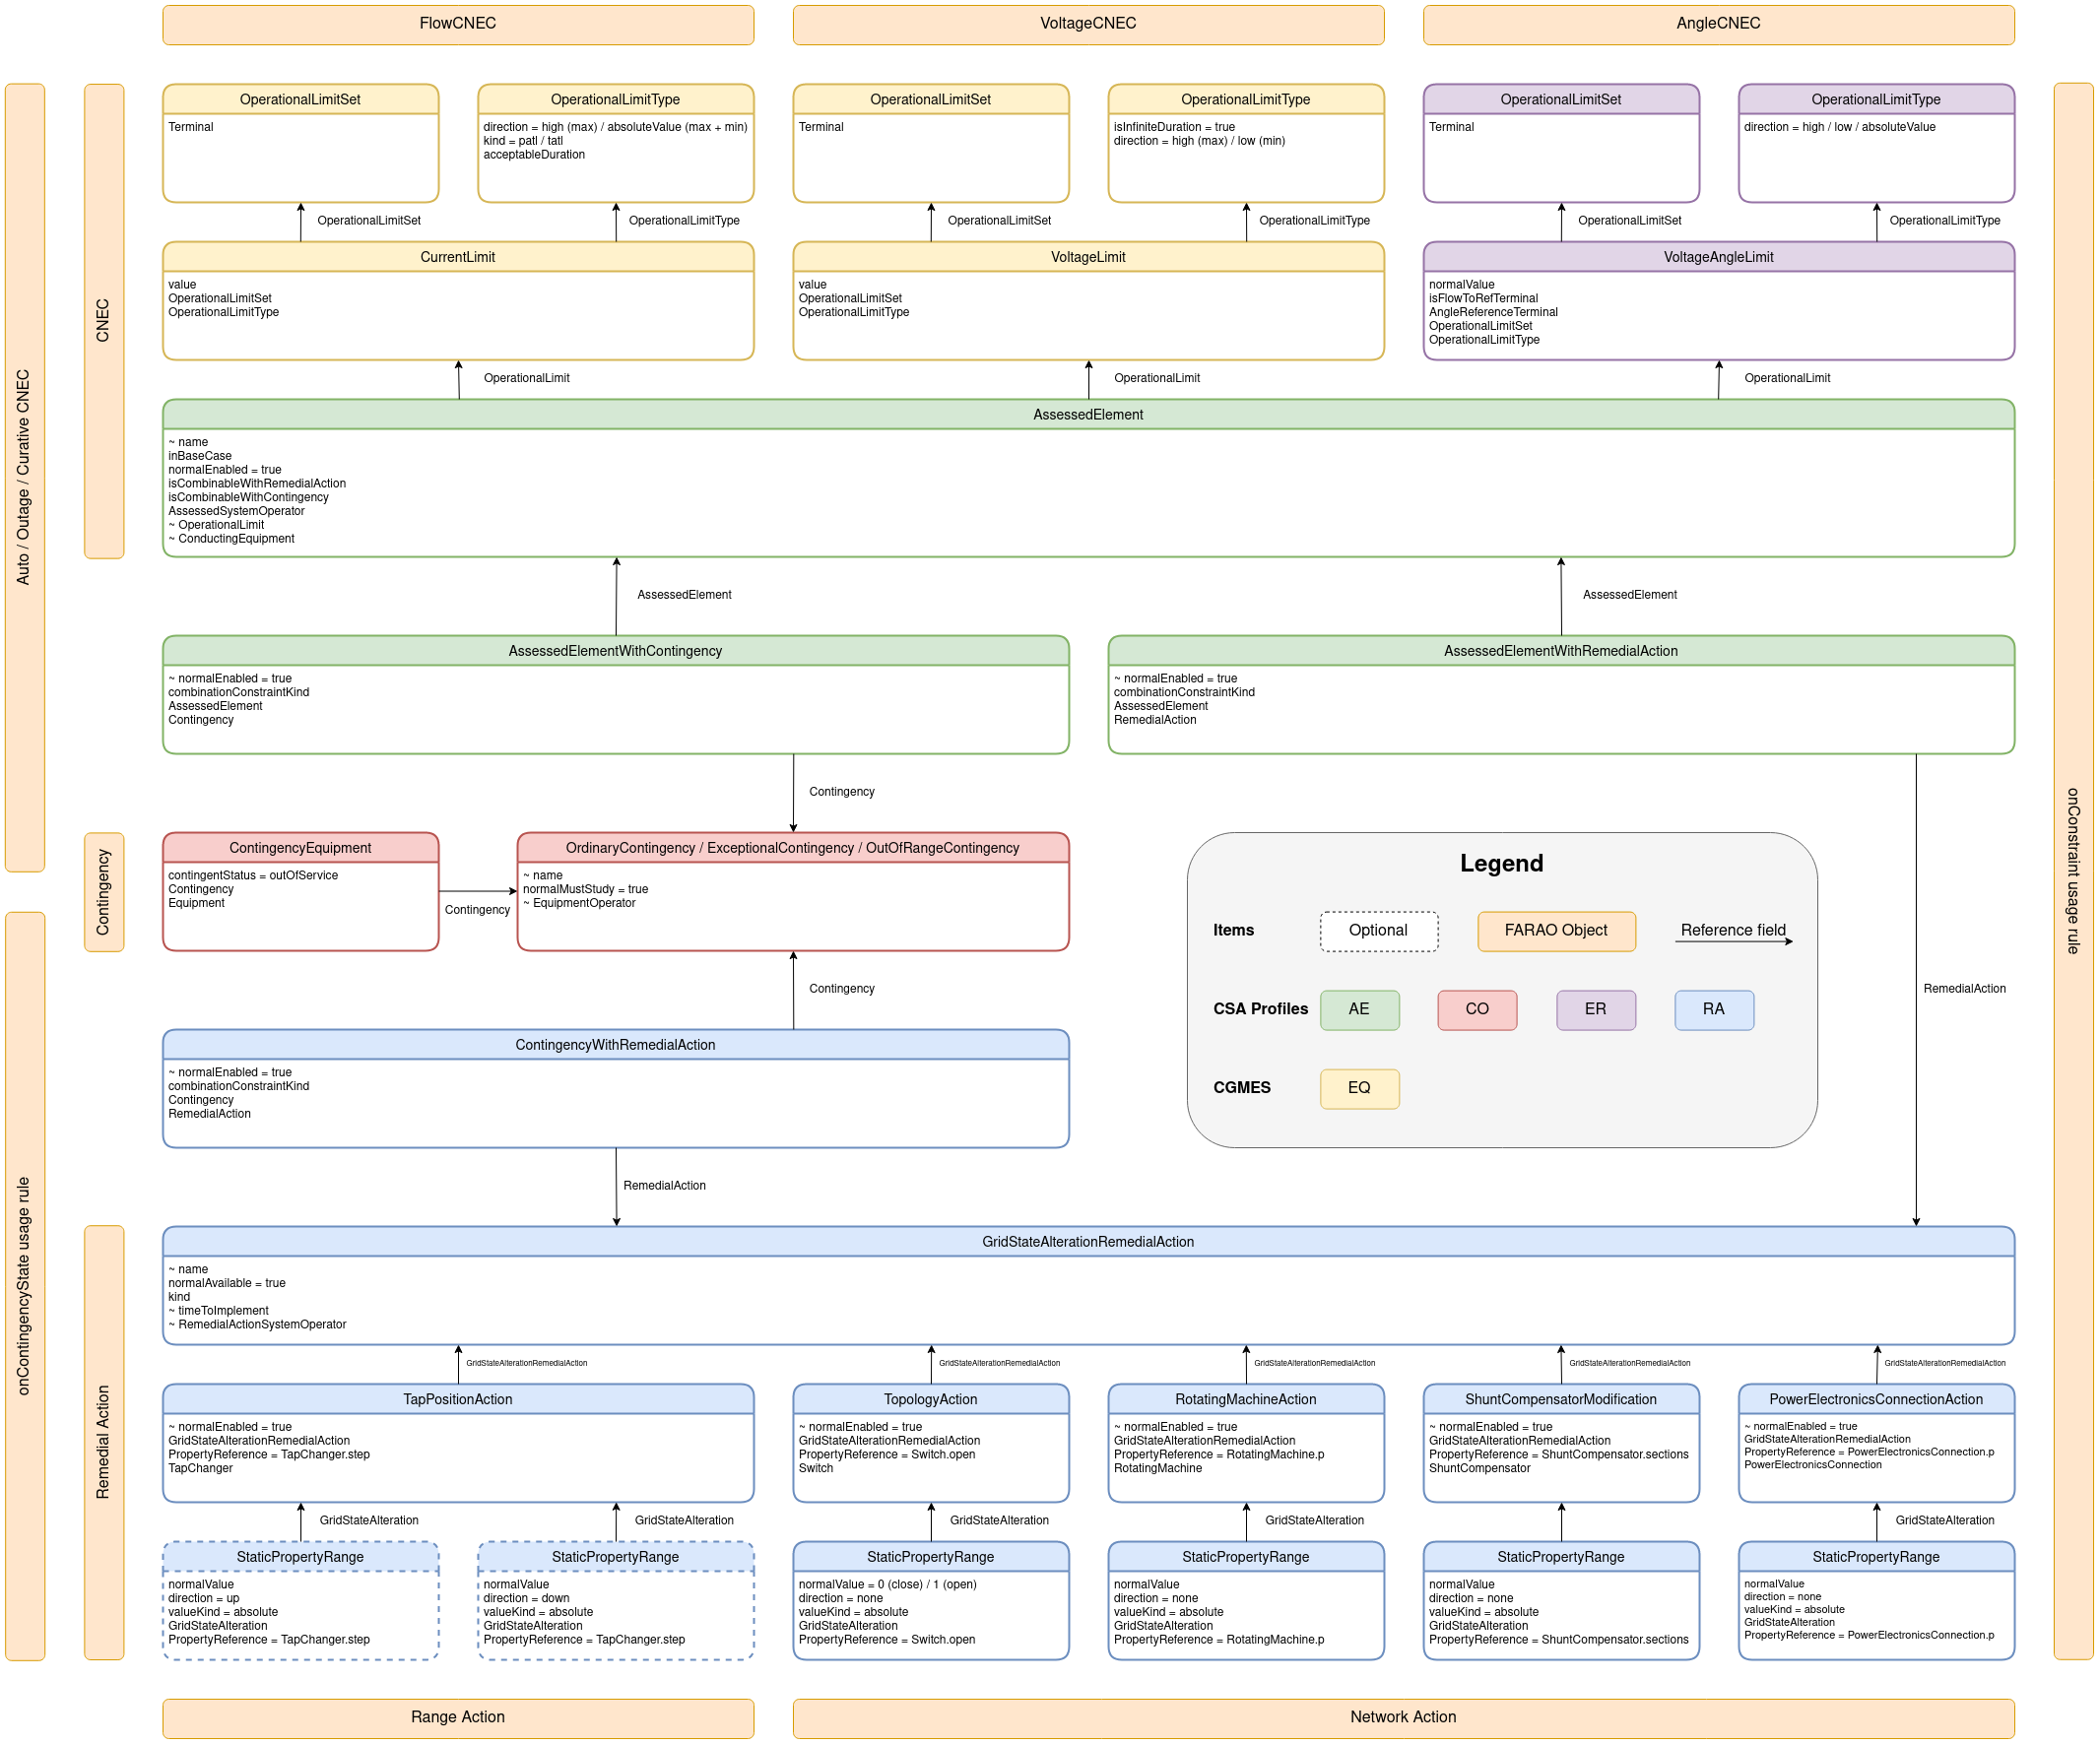 FlowCNEC
VoltageCNEC
AngleCNEC
Auto / Outage / Curative CNEC
CNEC
onConstraint usage rule
OperationalLimitSet
Terminal
OperationalLimitType
direction = high (max) / absoluteValue (max + min)
kind = patl / tatl
acceptableDuration
OperationalLimitSet
Terminal
OperationalLimitType
isInfiniteDuration = true
direction = high (max) / low (min)
OperationalLimitSet
Terminal
OperationalLimitType
direction = high / low / absoluteValue
OperationalLimitSet
OperationalLimitType
OperationalLimitSet
OperationalLimitType
OperationalLimitSet
OperationalLimitType
CurrentLimit
value
OperationalLimitSet
OperationalLimitType
VoltageLimit
value
OperationalLimitSet
OperationalLimitType
VoltageAngleLimit
normalValue
isFlowToRefTerminal
AngleReferenceTerminal
OperationalLimitSet
OperationalLimitType
OperationalLimit
OperationalLimit
OperationalLimit
AssessedElement
~ name
inBaseCase
normalEnabled = true
isCombinableWithRemedialAction
isCombinableWithContingency
AssessedSystemOperator
~ OperationalLimit
~ ConductingEquipment
AssessedElement
AssessedElement
AssessedElementWithContingency
~ normalEnabled = true
combinationConstraintKind
AssessedElement
Contingency
AssessedElementWithRemedialAction
~ normalEnabled = true
combinationConstraintKind
AssessedElement
RemedialAction
Contingency
Contingency
ContingencyEquipment
contingentStatus = outOfService
Contingency
Equipment
Contingency
OrdinaryContingency / ExceptionalContingency / OutOfRangeContingency
~ name
normalMustStudy = true
~ EquipmentOperator
Contingency
Legend
Items
Optional
FARAO Object
Reference field
CSA Profiles
AE
CO
ER
RA
CGMES
EQ
RemedialAction
onContingencyState usage rule
ContingencyWithRemedialAction
~ normalEnabled = true
combinationConstraintKind
Contingency
RemedialAction
RemedialAction
Remedial Action
GridStateAlterationRemedialAction
~ name
normalAvailable = true
kind
~ timeToImplement
~ RemedialActionSystemOperator
GridStateAlterationRemedialAction
GridStateAlterationRemedialAction
GridStateAlterationRemedialAction
GridStateAlterationRemedialAction
GridStateAlterationRemedialAction
TapPositionAction
~ normalEnabled = true
GridStateAlterationRemedialAction
PropertyReference = TapChanger.step
TapChanger
TopologyAction
~ normalEnabled = true
GridStateAlterationRemedialAction
PropertyReference = Switch.open
Switch
RotatingMachineAction
~ normalEnabled = true
GridStateAlterationRemedialAction
PropertyReference = RotatingMachine.p
RotatingMachine
ShuntCompensatorModification
~ normalEnabled = true
GridStateAlterationRemedialAction
PropertyReference = ShuntCompensator.sections
ShuntCompensator
PowerElectronicsConnectionAction
~ normalEnabled = true
GridStateAlterationRemedialAction
PropertyReference = PowerElectronicsConnection.p
PowerElectronicsConnection
GridStateAlteration
GridStateAlteration
GridStateAlteration
GridStateAlteration
GridStateAlteration
StaticPropertyRange
normalValue
direction = up
valueKind = absolute
GridStateAlteration
PropertyReference = TapChanger.step
StaticPropertyRange
normalValue
direction = down
valueKind = absolute
GridStateAlteration
PropertyReference = TapChanger.step
StaticPropertyRange
normalValue = 0 (close) / 1 (open)
direction = none
valueKind = absolute
GridStateAlteration
PropertyReference = Switch.open
StaticPropertyRange
normalValue
direction = none
valueKind = absolute
GridStateAlteration
PropertyReference = RotatingMachine.p
StaticPropertyRange
normalValue
direction = none
valueKind = absolute
GridStateAlteration
PropertyReference = ShuntCompensator.sections
StaticPropertyRange
normalValue
direction = none
valueKind = absolute
GridStateAlteration
PropertyReference = PowerElectronicsConnection.p
Range Action
Network Action